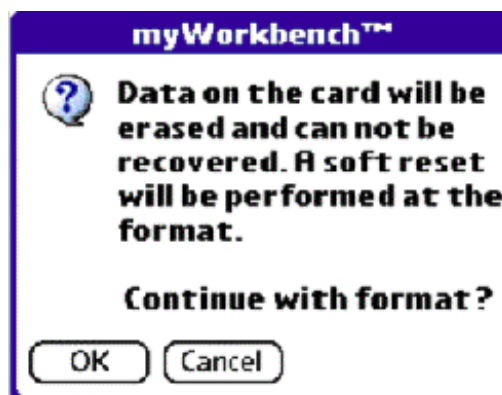 myWorkbench™
Data on the card will be
erased and can not be
recovered. A soft reset
will be performed at the
format.
Continue with format?
OK Cancel